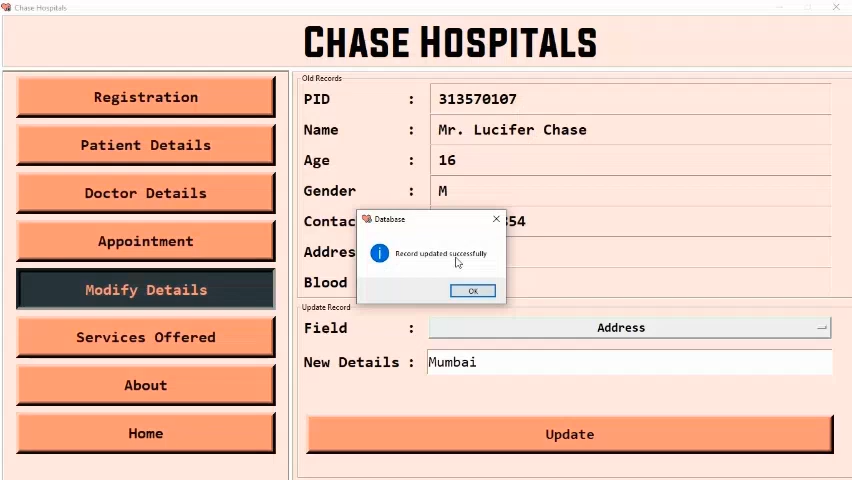 Chase Hospitals
CHASE HOSPITALS
Registration
Patient Details
Doctor Details
Appointment
Modify Details
Services Offered
About
Home
Old Records
PID : 313570107
Name : Mr. Lucifer Chase
Age : 16
Gender : M
Contac 54
Addres
Blood
Database
Record updated successfully
OK
Update Record
Field : Address
New Details : Mumbai
Update